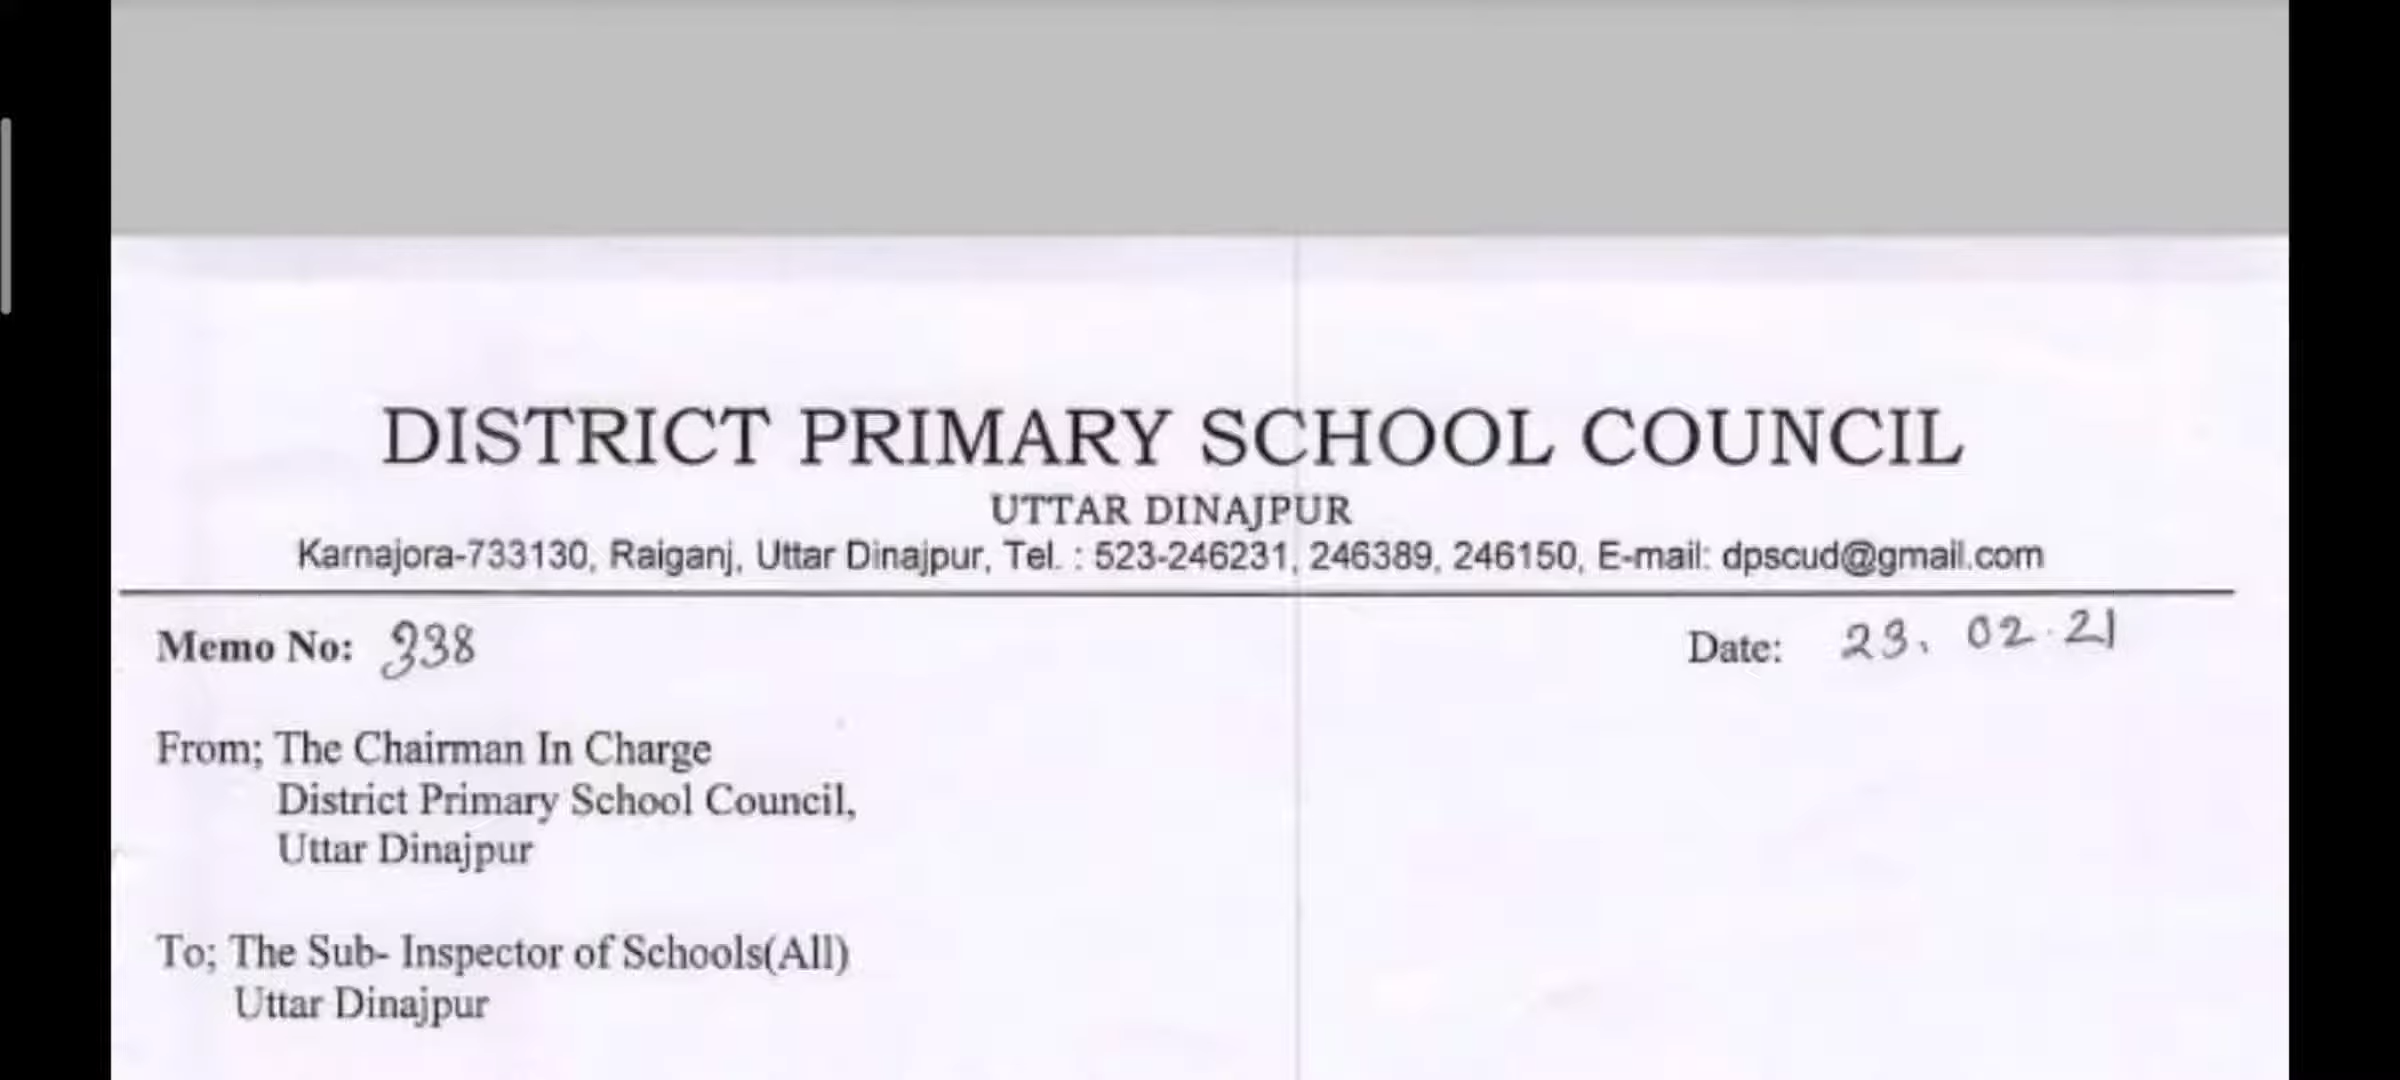 DISTRICT PRIMARY SCHOOL COUNCIL
UTTAR DINAJPUR
Karnajora-733130, Raiganj, Uttar Dinajpur, Tel. : 523-246231, 246389, 246150, E-mail: dpscud@gmail.com
Memo No: 338 Date: 23. 02.21
From; The Chairman In Charge
District Primary School Council,
Uttar Dinajpur
To; The Sub- Inspector of Schools(All)
Uttar Dinajpur